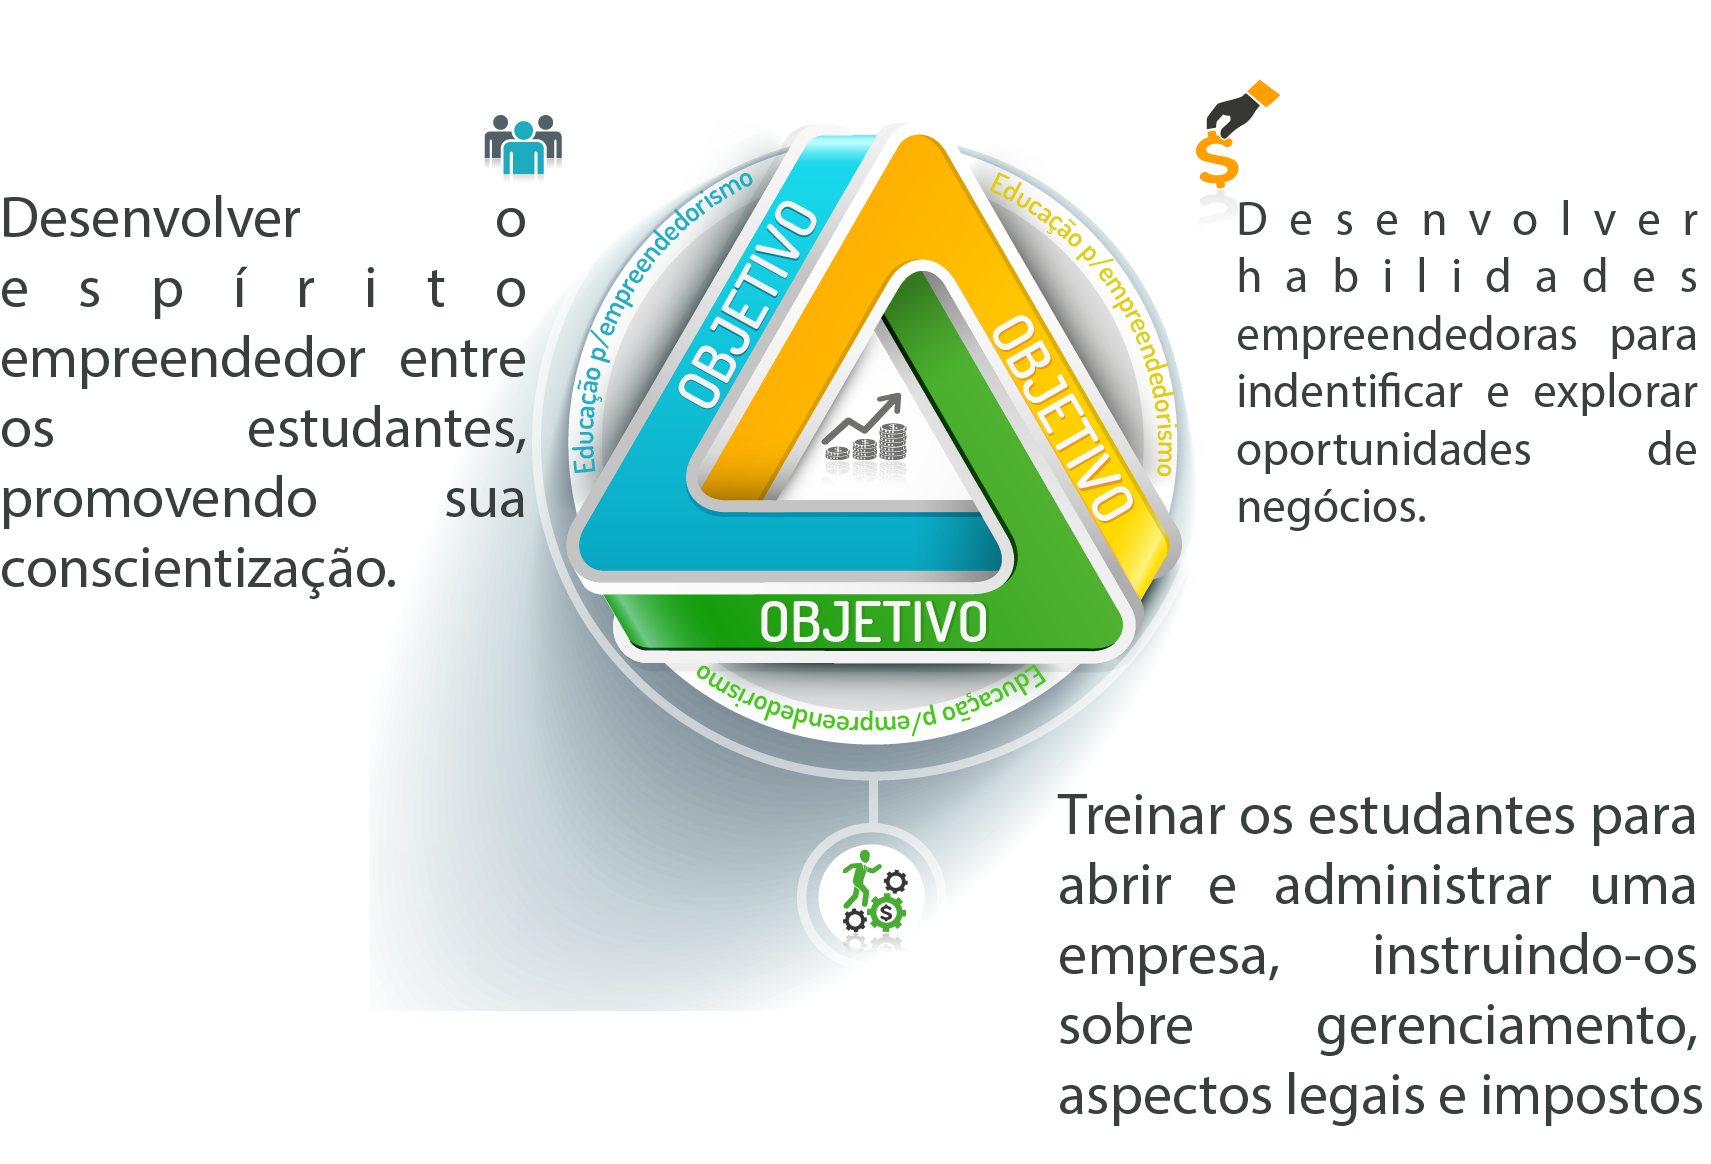 Desenvolver o
espírito
empreendedor entre
os estudantes,
promovendo sua
conscientização.
Educação p/empreendedorismo
OBJETIVO
Educação p/empreendedorismo
OBJETIVO
Desenvolver
habilidades
empreendedoras para
indentificar e explorar
oportunidades de
negócios.
OBJETIVO
Educação p/empreendedorismo
$
$
Treinar os estudantes para
abrir e administrar uma
empresa, instruindo-os
sobre gerenciamento,
aspectos legais e impostos